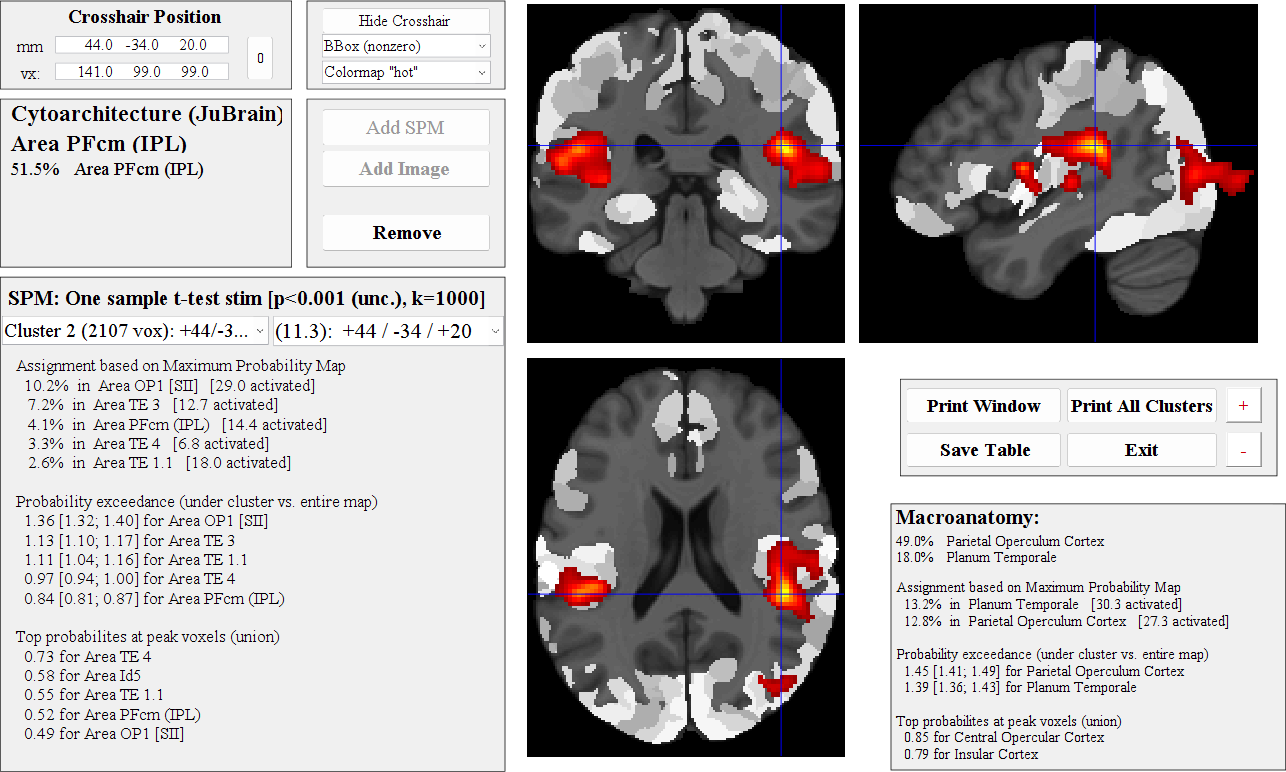 Crosshair Position
mm 44.0 -34.0 20.0
vx: 141.0 99.0 99.0
0
Hide Crosshair
BBox (nonzero)
Colormap "hot"
Cytoarchitecture (JuBrain)
Area PFcm (IPL)
51.5% Area PFcm (IPL)
Add SPM
Add Image
Remove
SPM: One sample t-test stim [p<0.001 (unc.), k=1000]
Cluster 2 (2107 vox): +44/-3... (11.3): +44 / -34 / +20
Assignment based on Maximum Probability Map
10.2% in Area OP1 [SII] [29.0 activated]
7.2% in Area TE 3 [12.7 activated]
4.1% in Area PFcm (IPL) [14.4 activated]
3.3% in Area TE 4 [6.8 activated]
2.6% in Area TE 1.1 [18.0 activated]
Probability exceedance (under cluster vs. entire map)
1.36 [1.32; 1.40] for Area OP1 [SII]
1.13 [1.10; 1.17] for Area TE 3
1.11 [1.04; 1.16] for Area TE 1.1
0.97 [0.94; 1.00] for Area TE 4
0.84 [0.81; 0.87] for Area PFcm (IPL)
Top probabilites at peak voxels (union)
0.73 for Area TE 4
0.58 for Area Id5
0.55 for Area TE 1.1
0.52 for Area PFcm (IPL)
0.49 for Area OP1 [SII]
Print Window Print All Clusters +
Save Table Exit -
Macroanatomy:
49.0% Parietal Operculum Cortex
18.0% Planum Temporale
Assignment based on Maximum Probability Map
13.2% in Planum Temporale [30.3 activated]
12.8% in Parietal Operculum Cortex [27.3 activated]
Probability exceedance (under cluster vs. entire map)
1.45 [1.41; 1.49] for Parietal Operculum Cortex
1.39 [1.36; 1.43] for Planum Temporale
Top probabilites at peak voxels (union)
0.85 for Central Opercular Cortex
0.79 for Insular Cortex